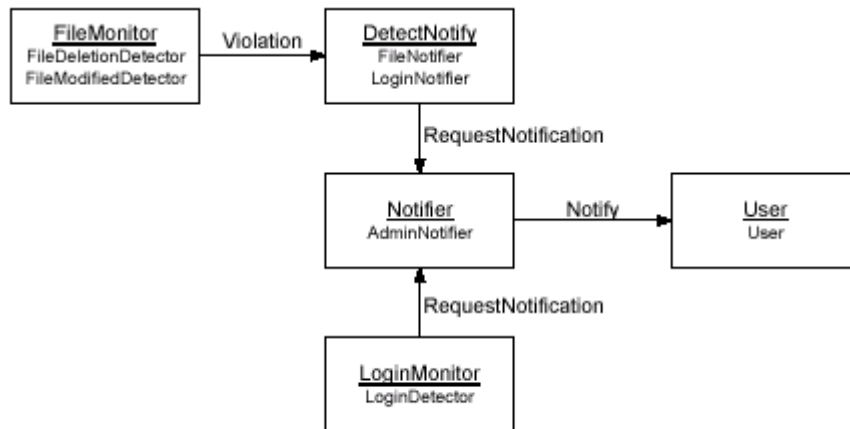 FileMonitor
FileDeletionDetector
FileModifiedDetector
Violation
DetectNotify
FileNotifier
LoginNotifier
RequestNotification
Notifier
AdminNotifier
Notify
User
User
RequestNotification
LoginMonitor
LoginDetector